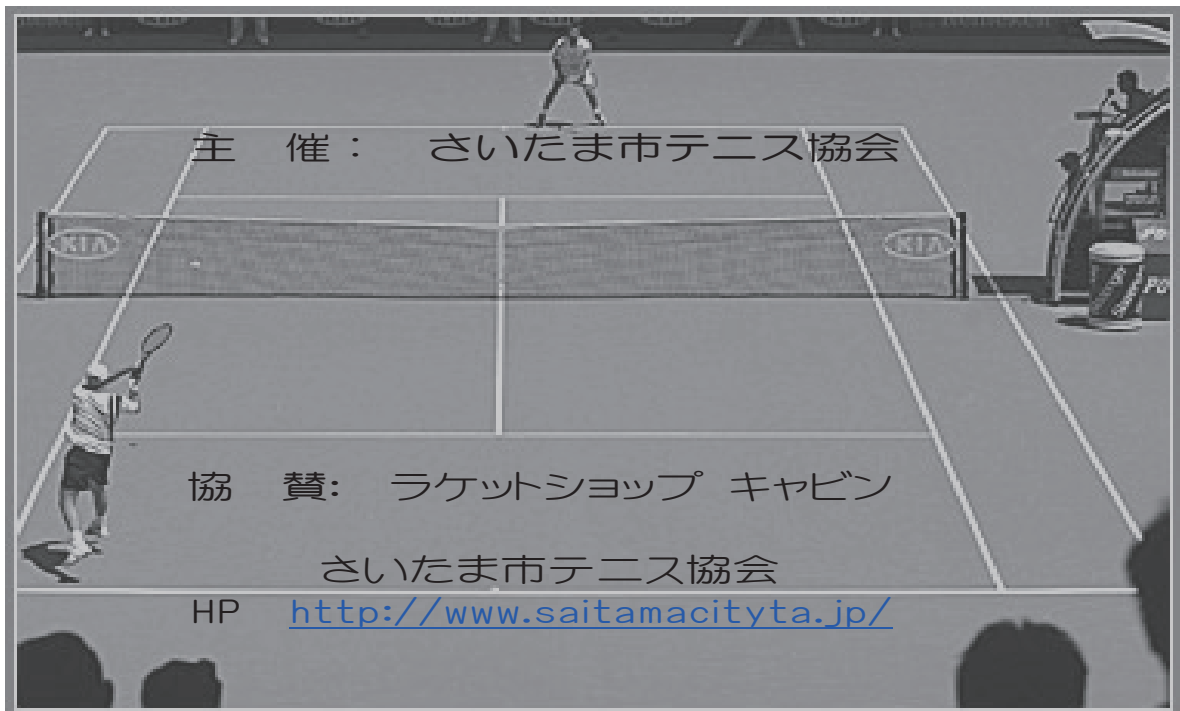 主　催：　さいたま市テニス協会
KIA KIA
協　賛:　ラケットショップ キャビン
さいたま市テニス協会
HP　http://www.saitamacityta.jp/